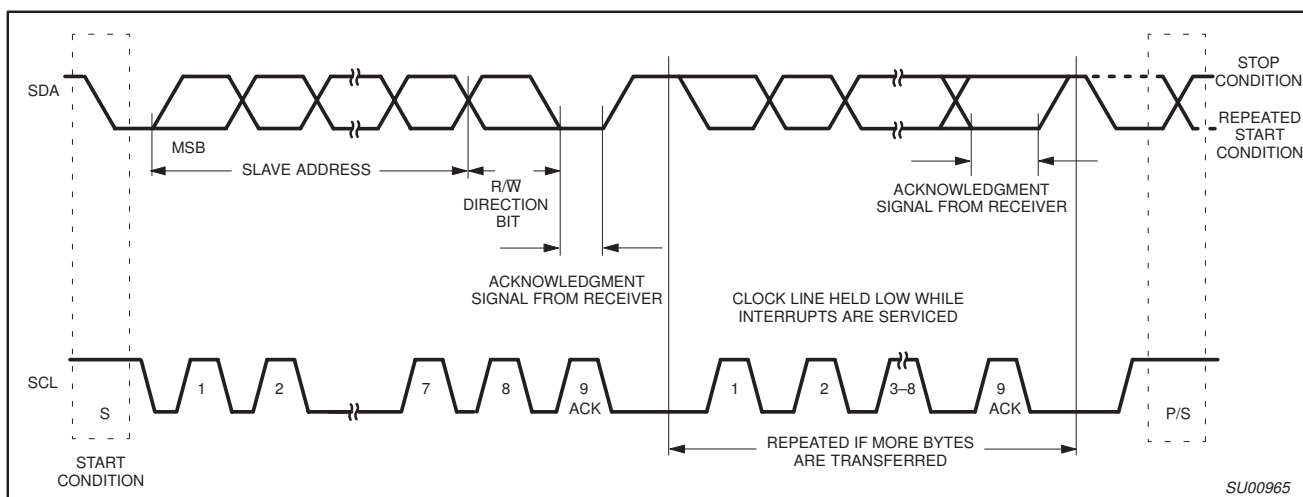 STOP
CONDITION
SDA
REPEATED
START
CONDITION
MSB
SLAVE ADDRESS
R/W̅
DIRECTION
BIT
ACKNOWLEDGMENT
SIGNAL FROM RECEIVER
ACKNOWLEDGMENT
SIGNAL FROM RECEIVER
CLOCK LINE HELD LOW WHILE
INTERRUPTS ARE SERVICED
SCL
1 2 7 8 9 1 2 3–8 9
ACK ACK
S P/S
REPEATED IF MORE BYTES
ARE TRANSFERRED
START
CONDITION
SU00965